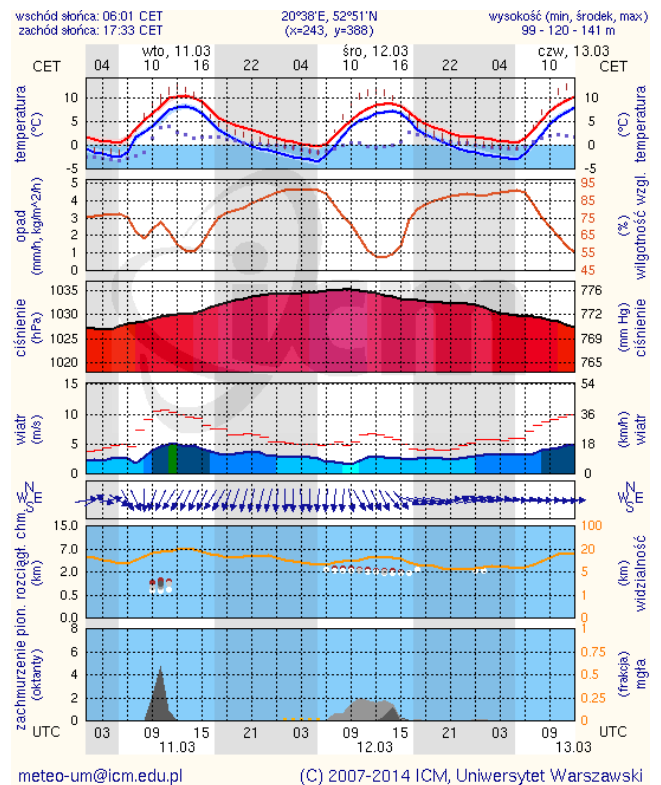 wschód słońca: 06:01 CET 20°38'E, 52°51'N wysokość (min, środek, max)
zachód słońca: 17:33 CET (x=243, y=388) 99 - 120 - 141 m
wto, 11.03 śro, 12.03 czw, 13.03
CET 04 10 16 22 04 10 16 22 04 10 CET
temperatura (°C) 10 5 0 -5 10 5 0 -5 temperatura (°C)
opad (mm/h, kg/m^2/h) 5 4 3 2 1 0 95 85 75 65 55 45 (%) wilgotność wzgl.
icm
ciśnienie (hPa) 1035 1030 1025 1020 776 772 769 765 (mm Hg) ciśnienie
wiatr (m/s) 15 10 5 0 54 36 18 0 (km/h) wiatr
N W E S N W E S
pion. rozciągł. chm. (km) 15.0 7.0 2.0 0.5 0.0 100 20 5 1 0 (km) widzialność
zachmurzenie (oktanty) 8 6 4 2 0 1 0.75 0.5 0.25 0 (frakcja) mgła
UTC 03 09 15 21 03 09 15 21 03 09 UTC
11.03 12.03 13.03
meteo-um@icm.edu.pl (C) 2007-2014 ICM, Uniwersytet Warszawski